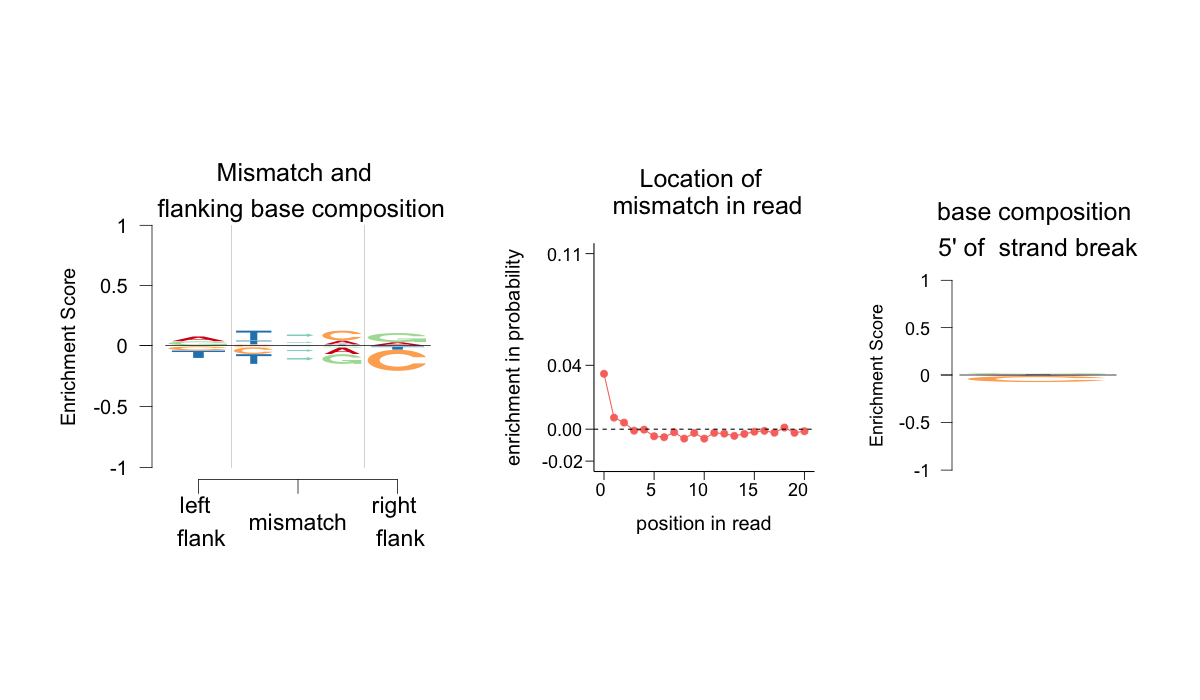 Mismatch and
flanking base composition
Enrichment Score
1
0.5
0
-0.5
-1
A
T
T
C
T
C
A
A
G
G
C
left
flank
mismatch
right
flank
Location of
mismatch in read
enrichment in probability
0.11
0.04
0.00
-0.02
0
5
10
15
20
position in read
base composition
5' of strand break
Enrichment Score
1
0.5
0
-0.5
-1
C